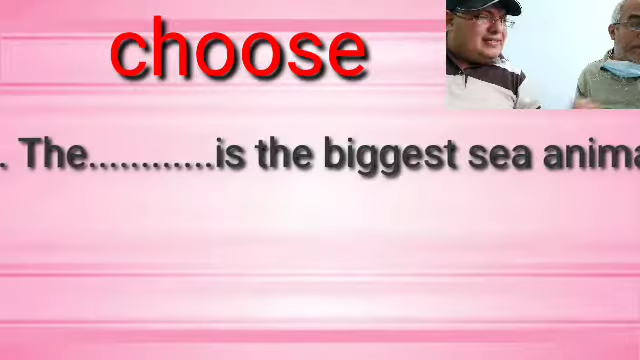 choose
. The............is the biggest sea anima